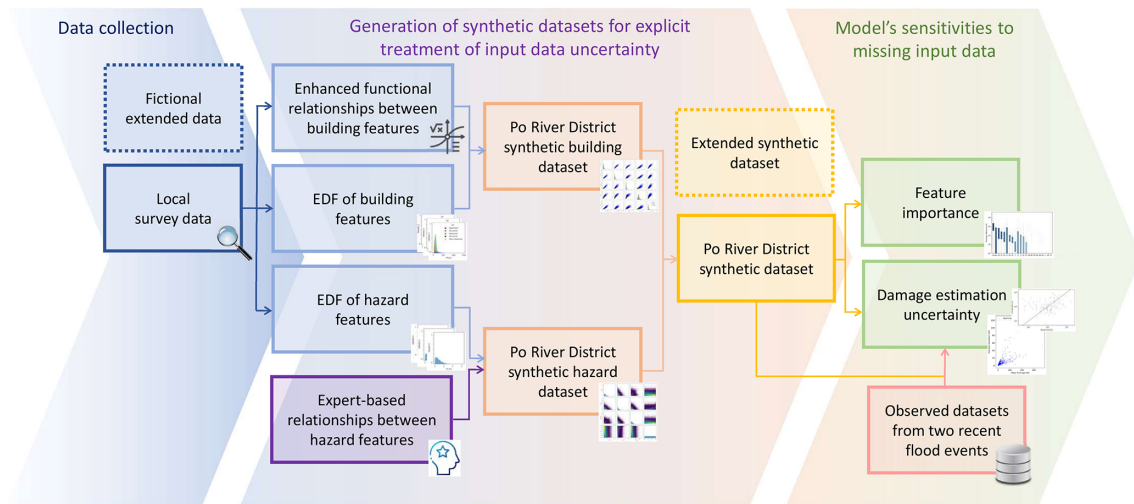 Data collection
Generation of synthetic datasets for explicit
treatment of input data uncertainty
Model's sensitivities to
missing input data
Fictional
extended data
Local
survey data
Enhanced functional
relationships between
building features
√x
EDF of building
features
EDF of hazard
features
Expert-based
relationships between
hazard features
Po River District
synthetic building
dataset
Po River District
synthetic hazard
dataset
Extended synthetic
dataset
Po River District
synthetic dataset
Feature
importance
Damage estimation
uncertainty
Observed datasets
from two recent
flood events